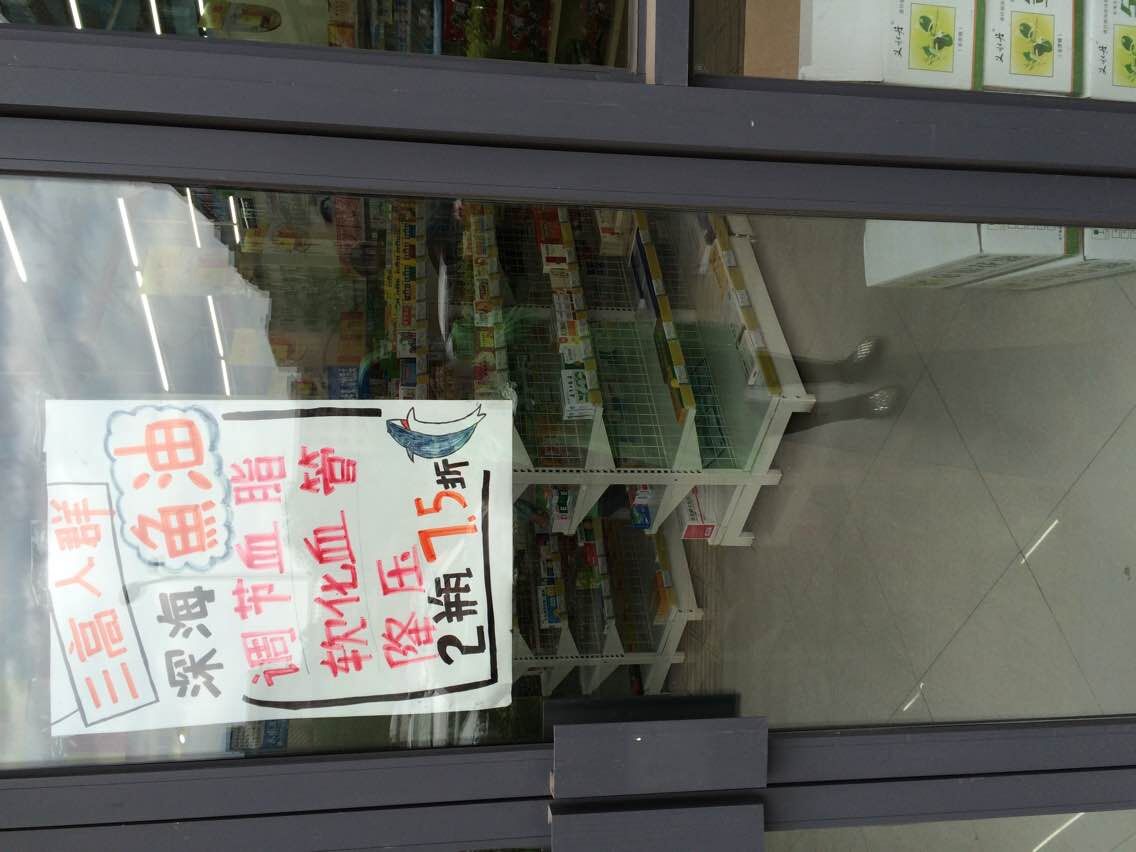 三高人群
深海鱼油
调节血脂
软化血管
降压
2瓶7.5折